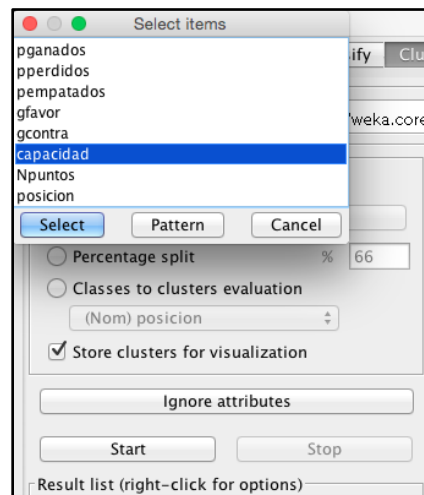 Select items
pganados
pperdidos
pempatados
gfavor
gcontra
capacidad
Npuntos
posicion
Select Pattern Cancel
ify Clu
weka.core
Percentage split % 66
Classes to clusters evaluation
(Nom) posicion
Store clusters for visualization
Ignore attributes
Start Stop
Result list (right-click for options)